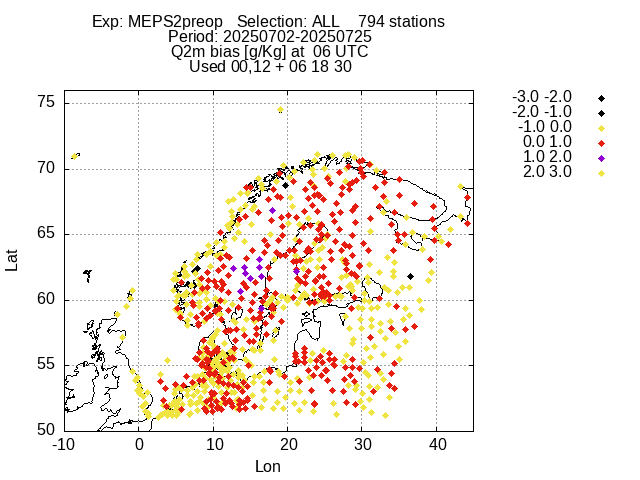 Exp: MEPS2preop Selection: ALL 794 stations
Period: 20250702-20250725
Q2m bias [g/Kg] at 06 UTC
Used 00,12 + 06 18 30
-3.0 -2.0
-2.0 -1.0
-1.0 0.0
0.0 1.0
1.0 2.0
2.0 3.0
75
70
65
60
55
50
Lat
-10 0 10 20 30 40
Lon